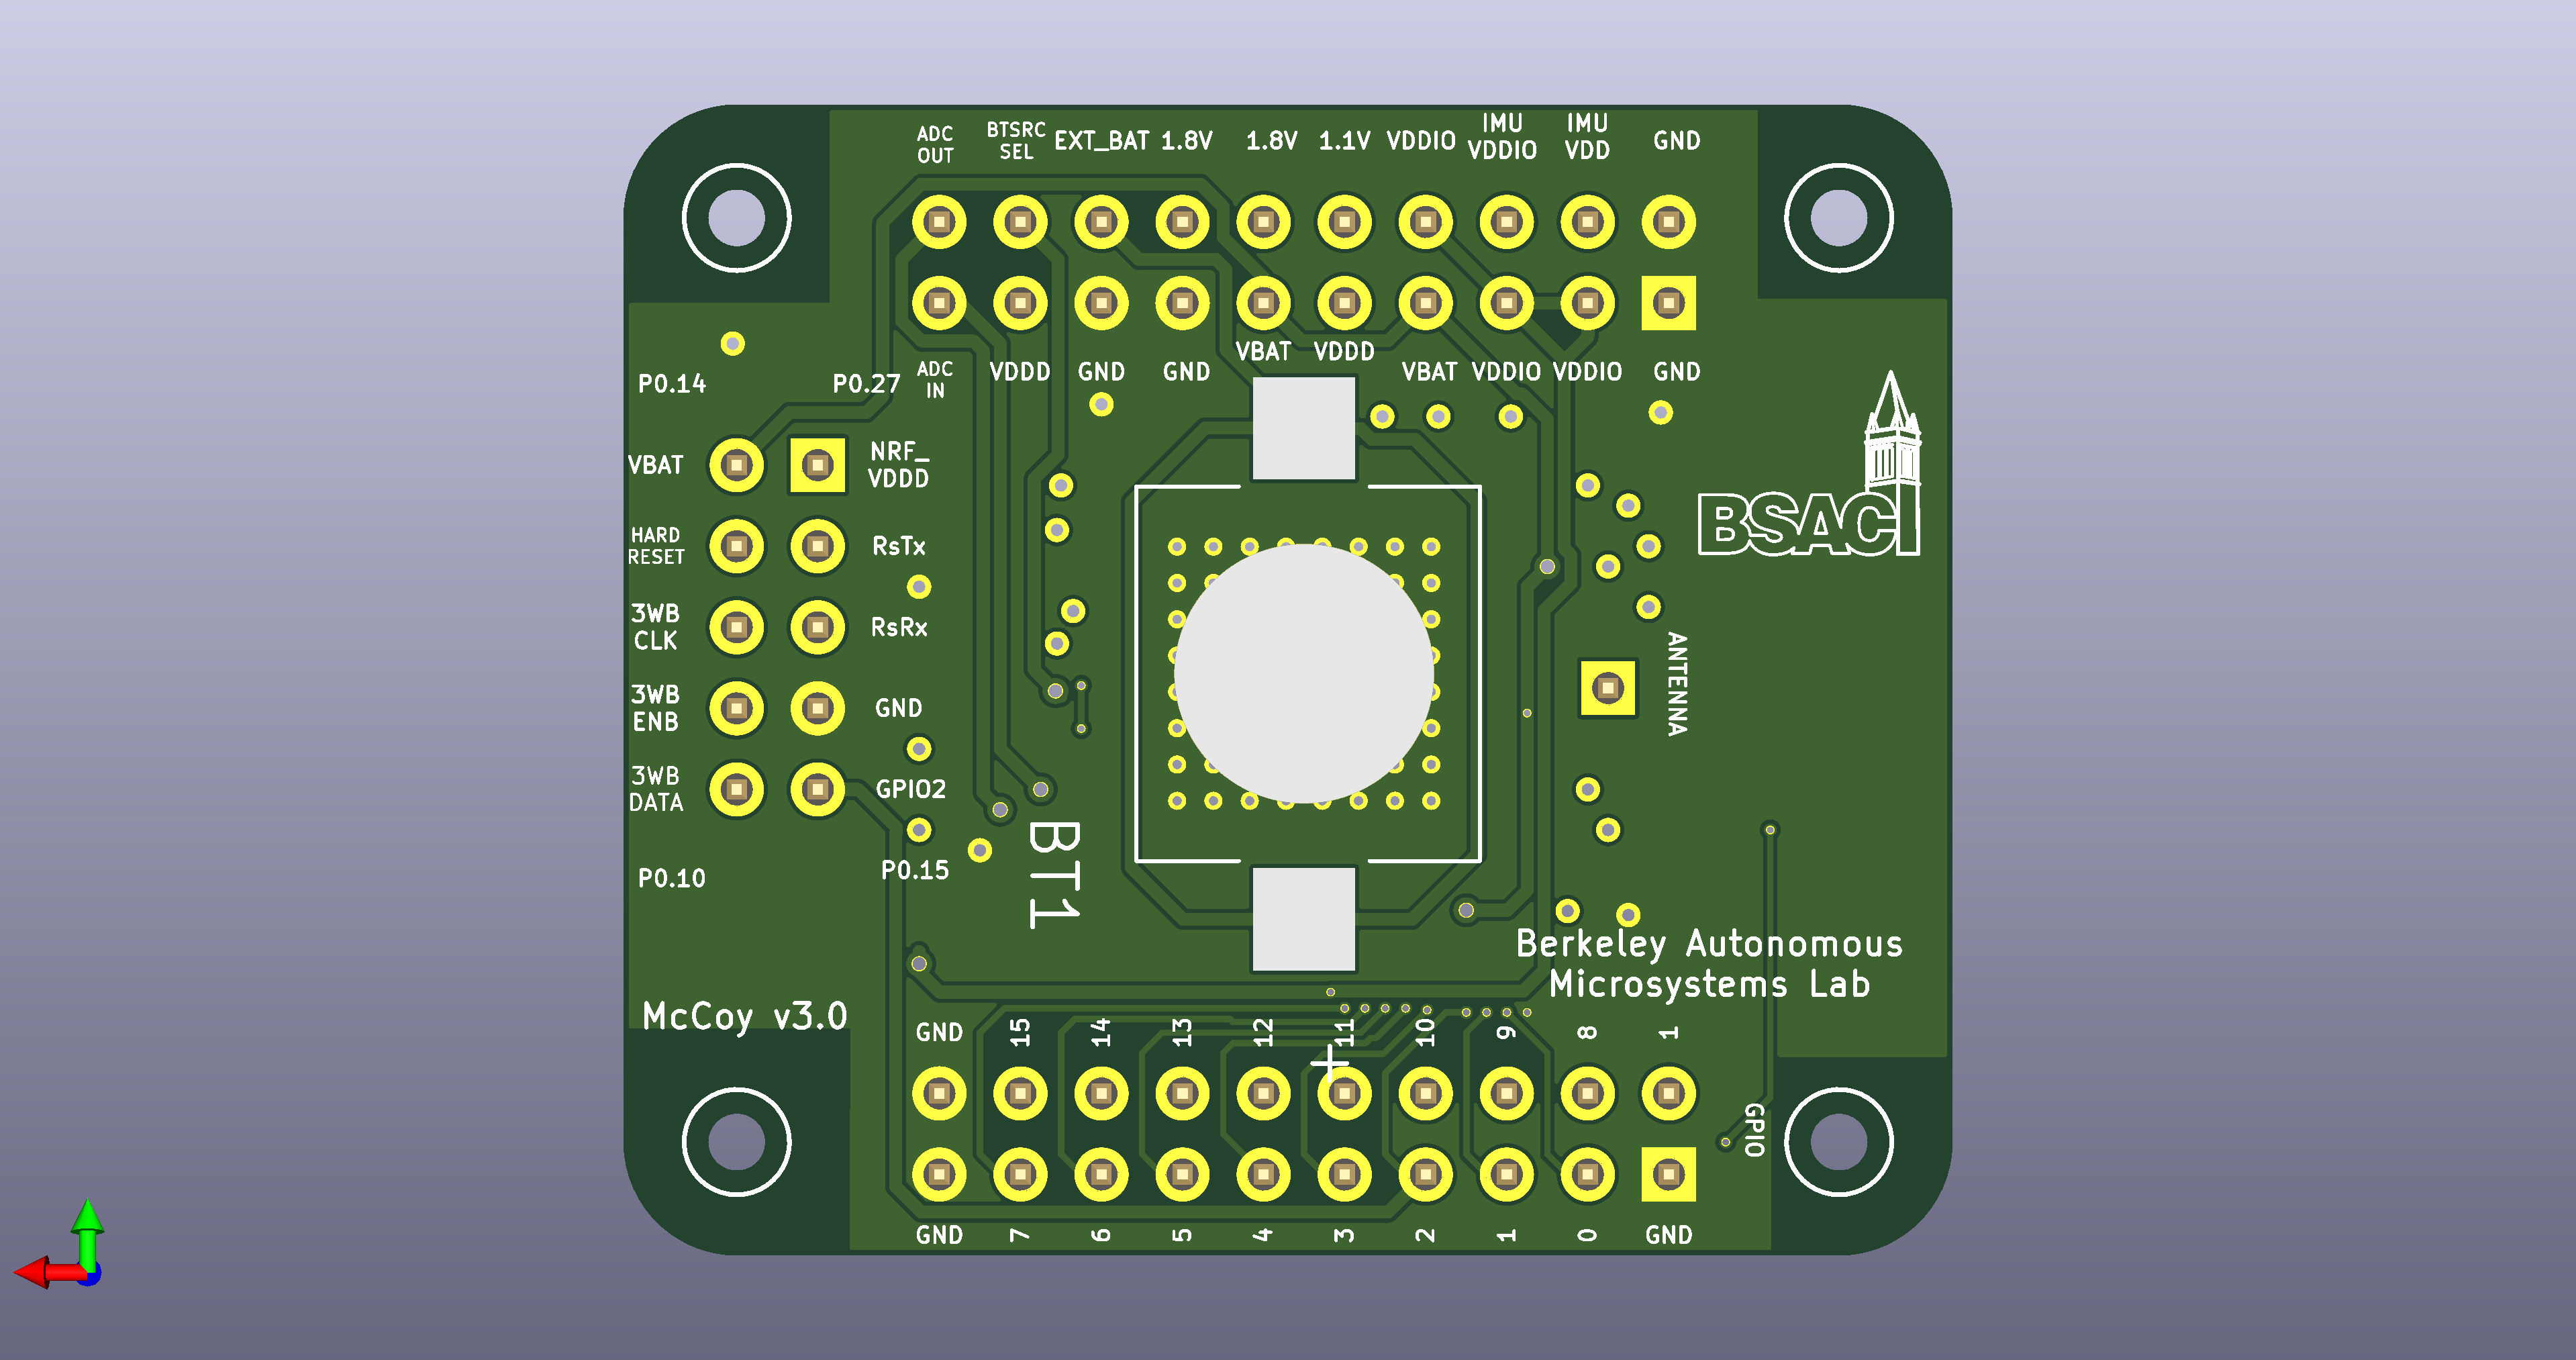 ADC OUT
BTSRC SEL
EXT_BAT
1.8V
1.8V
1.1V
VDDIO
IMU VDDIO
IMU VDD
GND
VBAT
VDDD
P0.14
P0.27
ADC IN
VDDD
GND
GND
VBAT
VDDIO
VDDIO
GND
VBAT
NRF_
VDDD
HARD
RESET
RsTx
BSAC
3WB
CLK
RsRx
3WB
ENB
GND
ANTENNA
3WB
DATA
GPIO2
P0.10
P0.15
BT1
Berkeley Autonomous
Microsystems Lab
McCoy v3.0
GND 15 14 13 12 11 10 9 8 1
+
GPIO
GND 7 6 5 4 3 2 1 0 GND